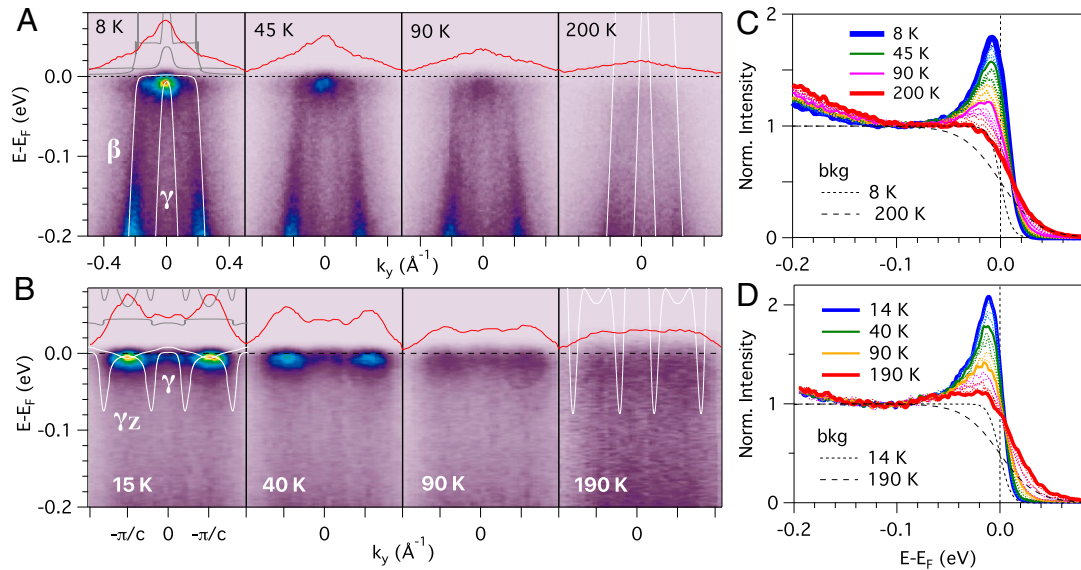 A
8 K
45 K
90 K
200 K
E-E_F (eV)
0.0
-0.1
-0.2
β
γ
-0.4
0
0.4
0
0
0
k_y (Å⁻¹)
B
E-E_F (eV)
0.0
-0.1
-0.2
γ
γz
15 K
40 K
90 K
190 K
-π/c
0
-π/c
0
0
0
k_y (Å⁻¹)
C
Norm. Intensity
2
1
0
8 K
45 K
90 K
200 K
bkg
8 K
200 K
-0.2
-0.1
0.0
D
Norm. Intensity
2
1
0
14 K
40 K
90 K
190 K
bkg
14 K
190 K
-0.2
-0.1
0.0
E-E_F (eV)